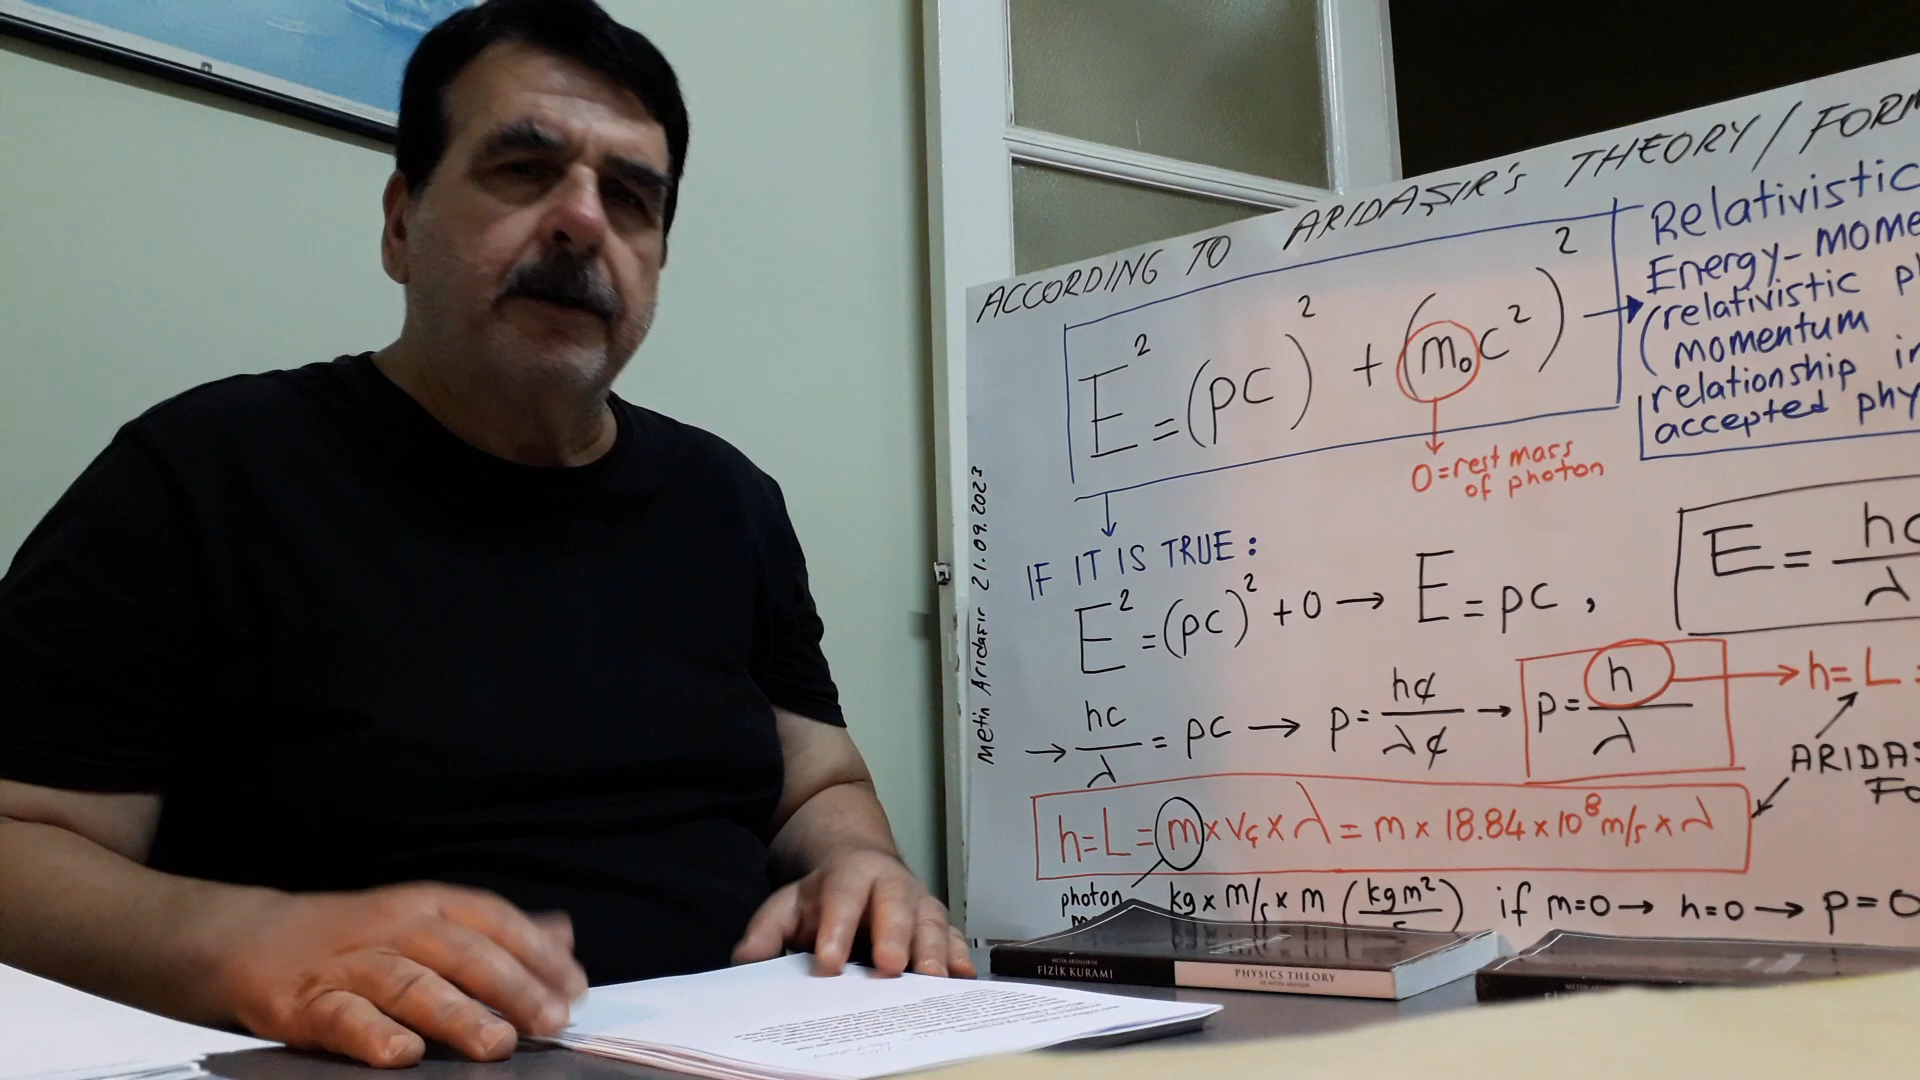 ACCORDING TO ARIDAŞIR's THEORY / FORM
E² = (pc)² + (m₀c²)²
Relativistic
Energy-mome
(relativistic p
(momentum
relationship in
accepted phy
0=rest mass
of photon
Metin Arıdaşır 21.09.2023
IF IT IS TRUE:
E² = (pc)² + 0 → E = pc ,
E = hc
λ
→ hc/λ = pc → p = hc/λc → p = h/λ
→ h = L =
ARIDAŞ
Fo
h = L = m × vç × λ = m × 18.84 × 10⁸ m/s × λ
photon
kg × m/s × m (kgm²/s) if m=0 → h=0 → p=0
FİZİK KURAMI
PHYSICS THEORY